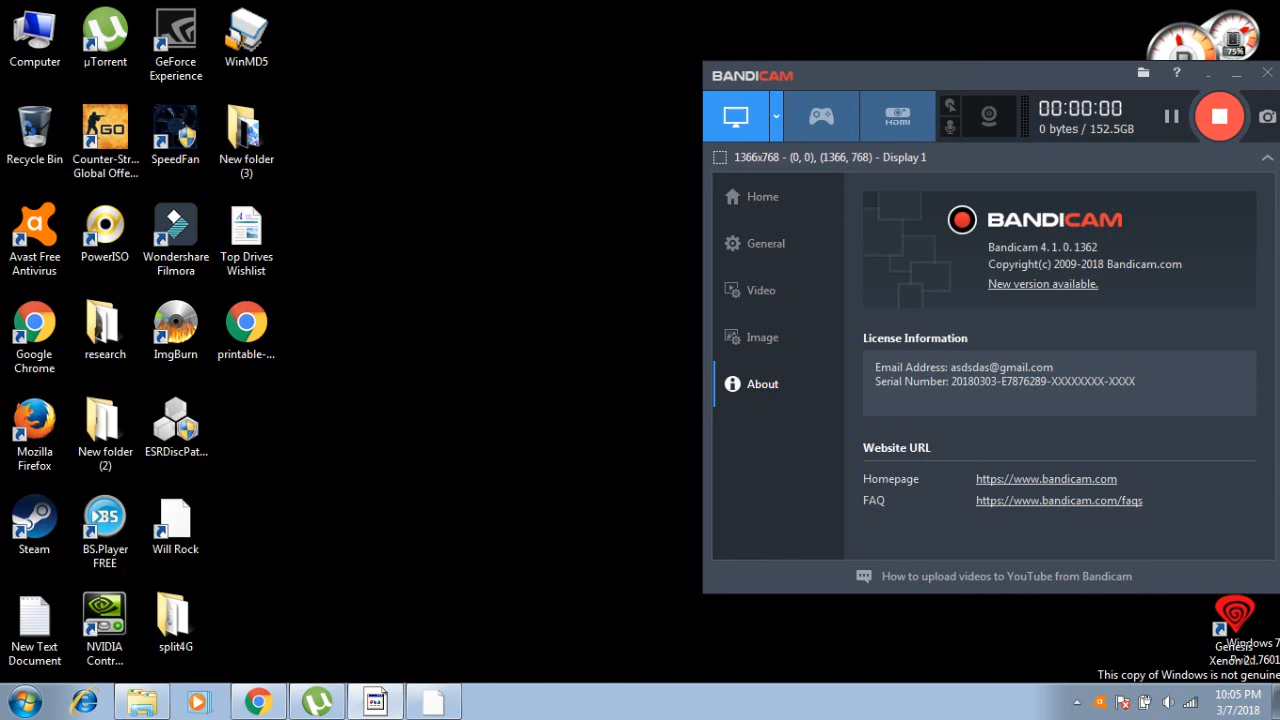 Computer
µTorrent
GeForce
Experience
WinMD5
Recycle Bin
Counter-Str...
Global Offe...
SpeedFan
New folder
(3)
Avast Free
Antivirus
PowerISO
Wondershare
Filmora
Top Drives
Wishlist
Google
Chrome
research
ImgBurn
printable-...
Mozilla
Firefox
New folder
(2)
ESRDiscPat...
Steam
BS.Player
FREE
Will Rock
New Text
Document
NVIDIA
Contr...
split4G
75%
BANDICAM
HDMI
00:00:00
0 bytes / 152.5GB
1366x768 - (0, 0), (1366, 768) - Display 1
Home
General
Video
Image
About
BANDICAM
Bandicam 4.1.0.1362
Copyright(c) 2009-2018 Bandicam.com
New version available.
License Information
Email Address: asdsdas@gmail.com
Serial Number: 20180303-E7876289-XXXXXXXX-XXXX
Website URL
Homepage https://www.bandicam.com
FAQ https://www.bandicam.com/faqs
How to upload videos to YouTube from Bandicam
Genesis
Windows 7
7601
This copy of Windows is not genuine
10:05 PM
3/7/2018